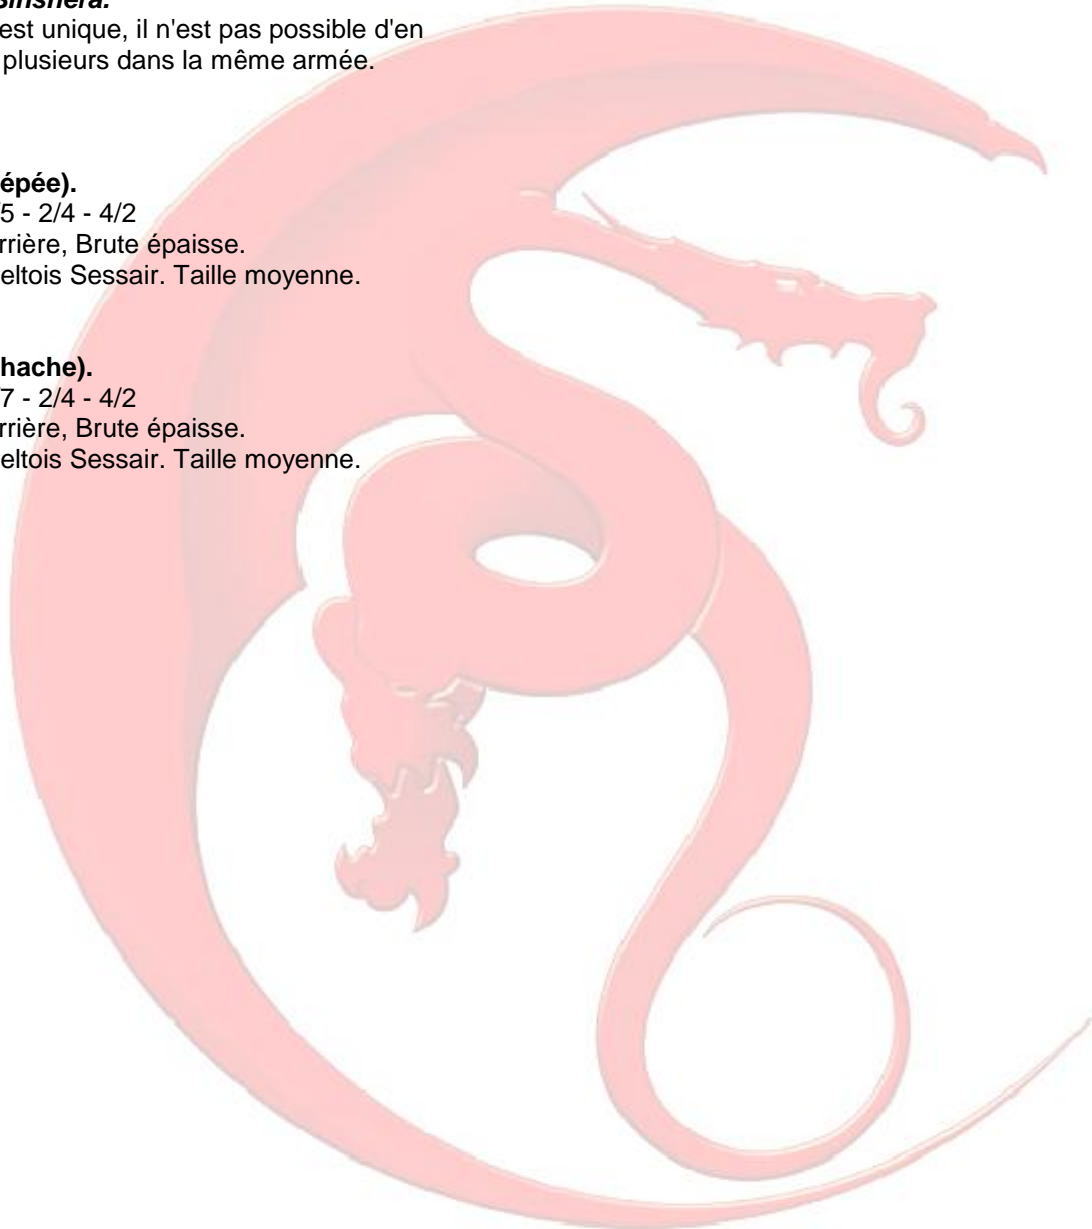 Sinshera.
est unique, il n'est pas possible d'en
plusieurs dans la même armée.
épée).
/5 - 2/4 - 4/2
rrière, Brute épaisse.
eltois Sessair. Taille moyenne.
hache).
/7 - 2/4 - 4/2
rrière, Brute épaisse.
eltois Sessair. Taille moyenne.